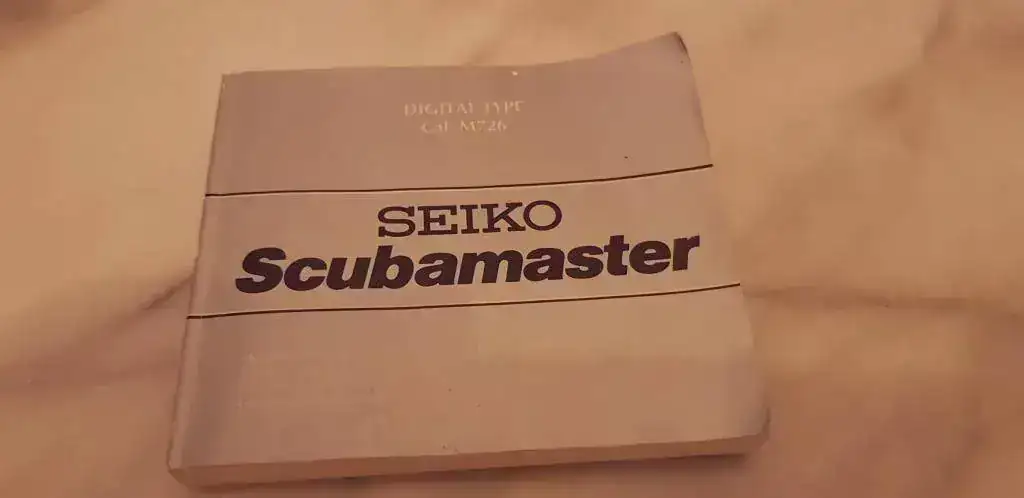 DIGITAL TYPE
Cal. M726
SEIKO
Scubamaster